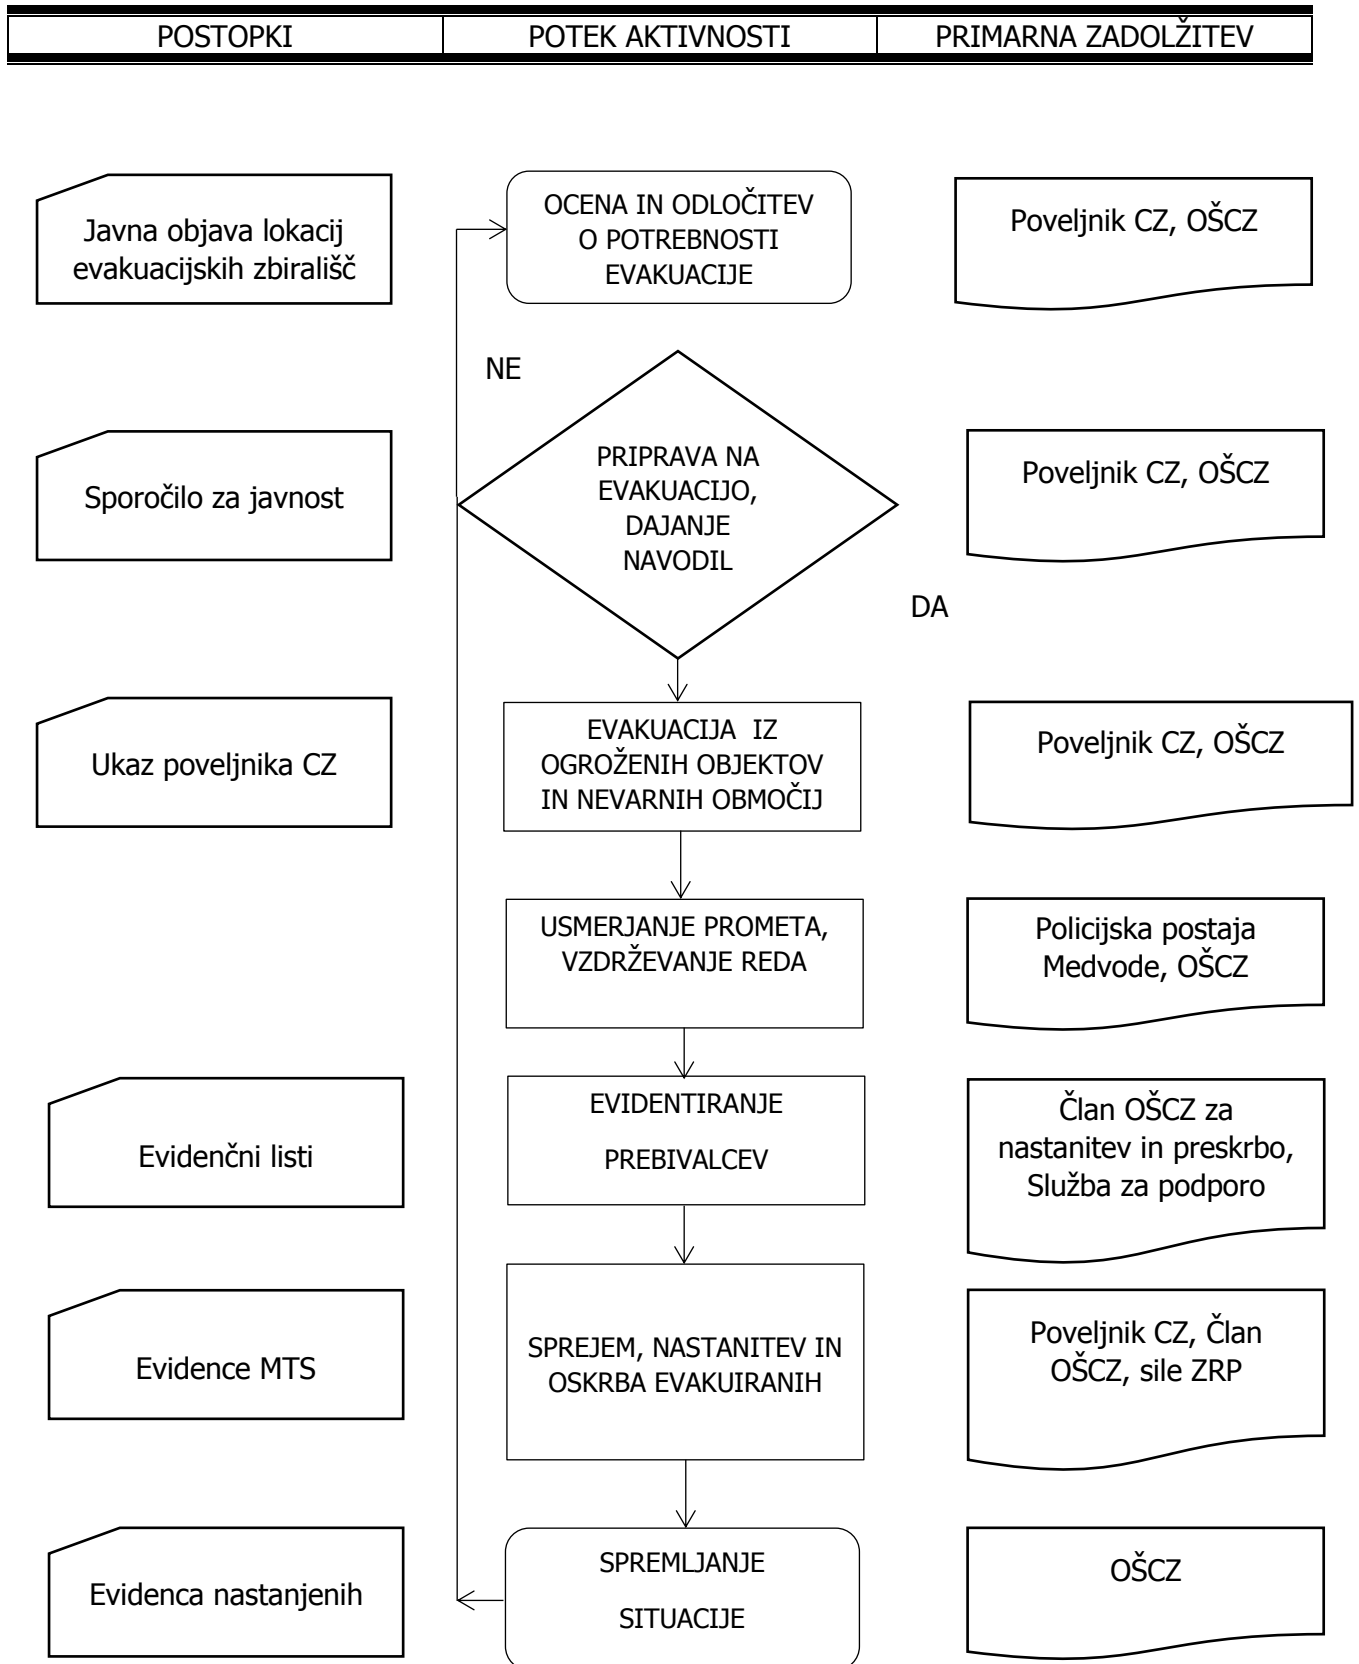 POSTOPKI
POTEK AKTIVNOSTI
PRIMARNA ZADOLŽITEV
Javna objava lokacij
evakuacijskih zbirališč
OCENA IN ODLOČITEV
O POTREBNOSTI
EVAKUACIJE
Poveljnik CZ, OŠCZ
NE
Sporočilo za javnost
PRIPRAVA NA
EVAKUACIJO,
DAJANJE
NAVODIL
Poveljnik CZ, OŠCZ
DA
Ukaz poveljnika CZ
EVAKUACIJA IZ
OGROŽENIH OBJEKTOV
IN NEVARNIH OBMOČIJ
Poveljnik CZ, OŠCZ
USMERJANJE PROMETA,
VZDRŽEVANJE REDA
Policijska postaja
Medvode, OŠCZ
Evidenčni listi
EVIDENTIRANJE
PREBIVALCEV
Član OŠCZ za
nastanitev in preskrbo,
Služba za podporo
Evidence MTS
SPREJEM, NASTANITEV IN
OSKRBA EVAKUIRANIH
Poveljnik CZ, Član
OŠCZ, sile ZRP
Evidenca nastanjenih
SPREMLJANJE
SITUACIJE
OŠCZ